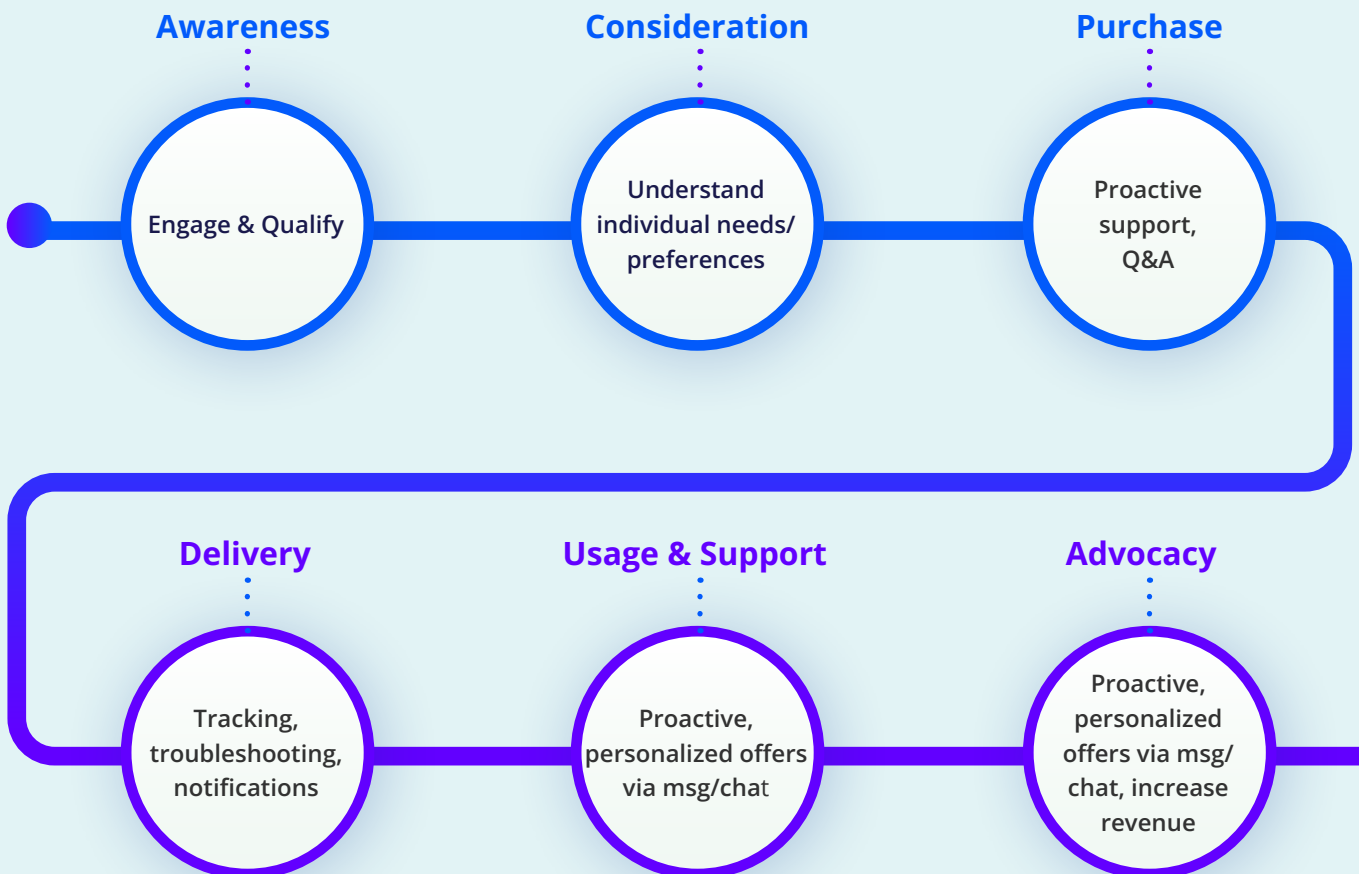 Awareness
Consideration
Purchase
Engage & Qualify
Understand
individual needs/
preferences
Proactive
support,
Q&A
Delivery
Usage & Support
Advocacy
Tracking,
troubleshooting,
notifications
Proactive,
personalized offers
via msg/chat
Proactive,
personalized
offers via msg/
chat, increase
revenue